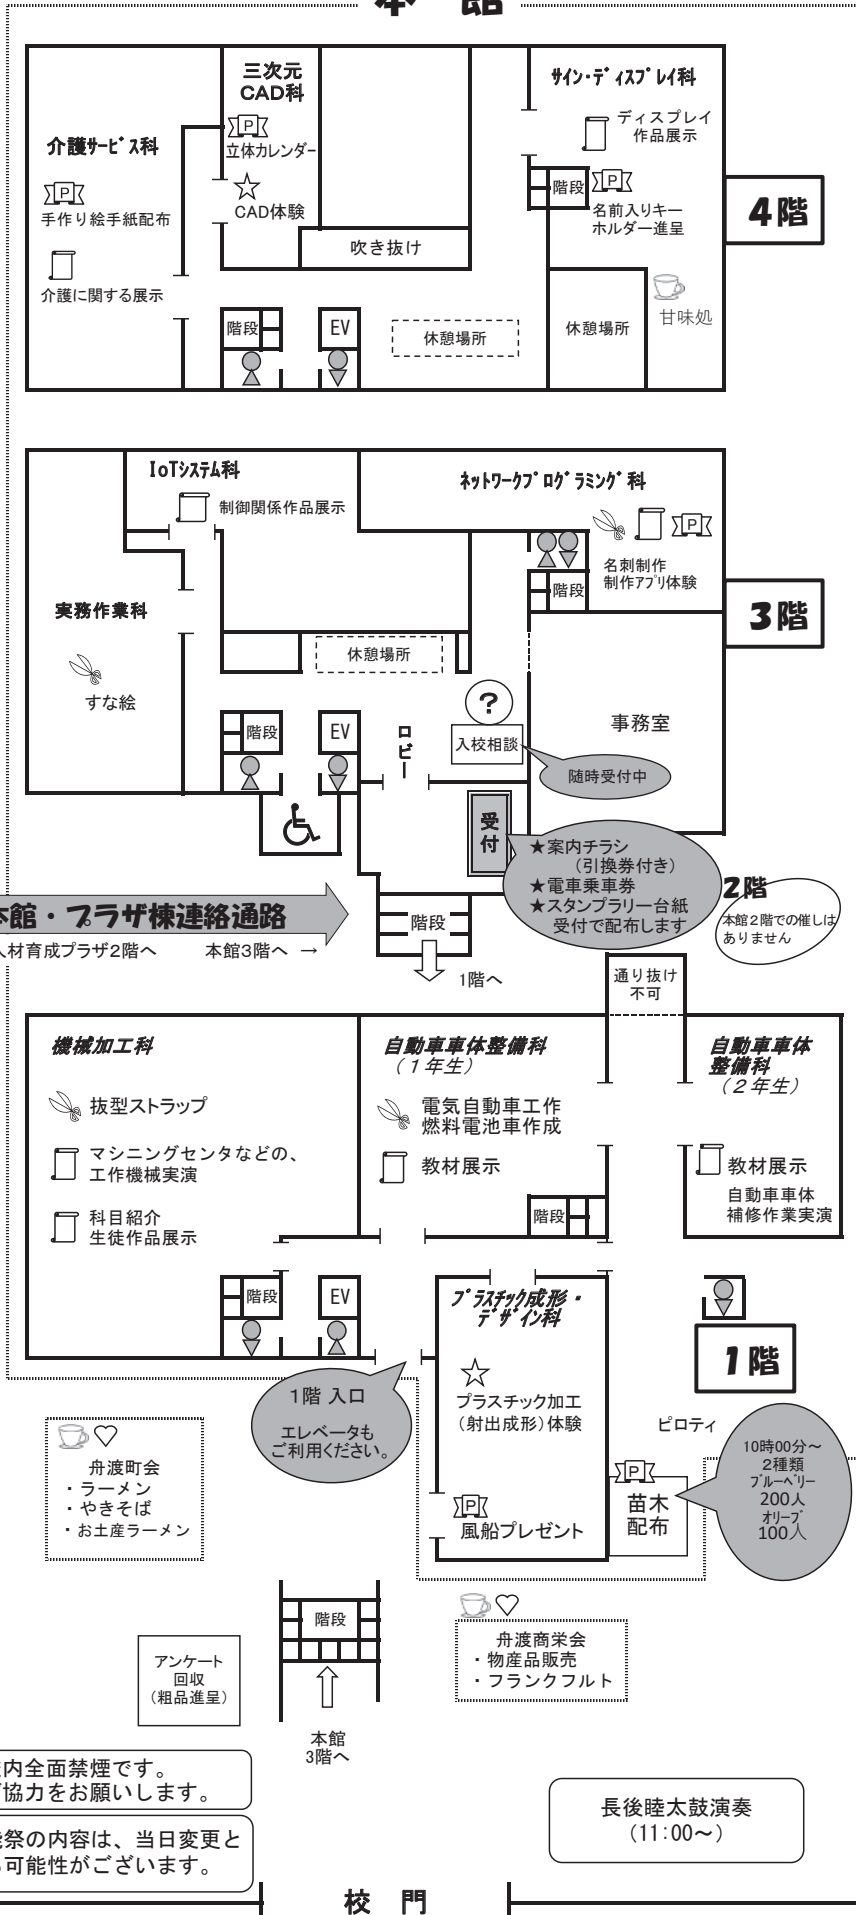 本 館
三次元
CAD科
サイン・ディスプレイ科
介護サービス科
P
立体カレンダー
ディスプレイ
作品展示
P
手作り絵手紙配布
CAD体験
階段
P
名前入りキー
ホルダー進呈
4階
吹き抜け
介護に関する展示
甘味処
階段
EV
休憩場所
休憩場所
IoTシステム科
ネットワークプログラミング科
制御関係作品展示
P
名刺制作
制作アプリ体験
階段
実務作業科
3階
休憩場所
すな絵
?
事務室
階段
EV
ロビー
入校相談
随時受付中
受付
★案内チラシ
(引換券付き)
★電車乗車券
★スタンプラリー台紙
受付で配布します
2階
本館2階での催しは
ありません
本館・プラザ棟連絡通路
人材育成プラザ2階へ 本館3階へ →
階段
1階へ
通り抜け
不可
機械加工科
自動車車体整備科
(1年生)
自動車車体
整備科
(2年生)
抜型ストラップ
電気自動車工作
燃料電池車作成
マシニングセンタなどの、
工作機械実演
教材展示
教材展示
自動車車体
補修作業実演
科目紹介
生徒作品展示
階段
階段
EV
プラスチック成形・
デザイン科
1階
1階 入口
エレベータも
ご利用ください。
プラスチック加工
(射出成形)体験
ピロティ
10時00分～
2種類
ブルーベリー
200人
オリーブ
100人
P
苗木
配布
P
風船プレゼント
舟渡町会
・ラーメン
・やきそば
・お土産ラーメン
階段
舟渡商栄会
・物産品販売
・フランクフルト
アンケート
回収
(粗品進呈)
本館
3階へ
内全面禁煙です。
協力をお願いします。
祭の内容は、当日変更と
可能性がございます。
長後睦太鼓演奏
(11:00～)
校 門